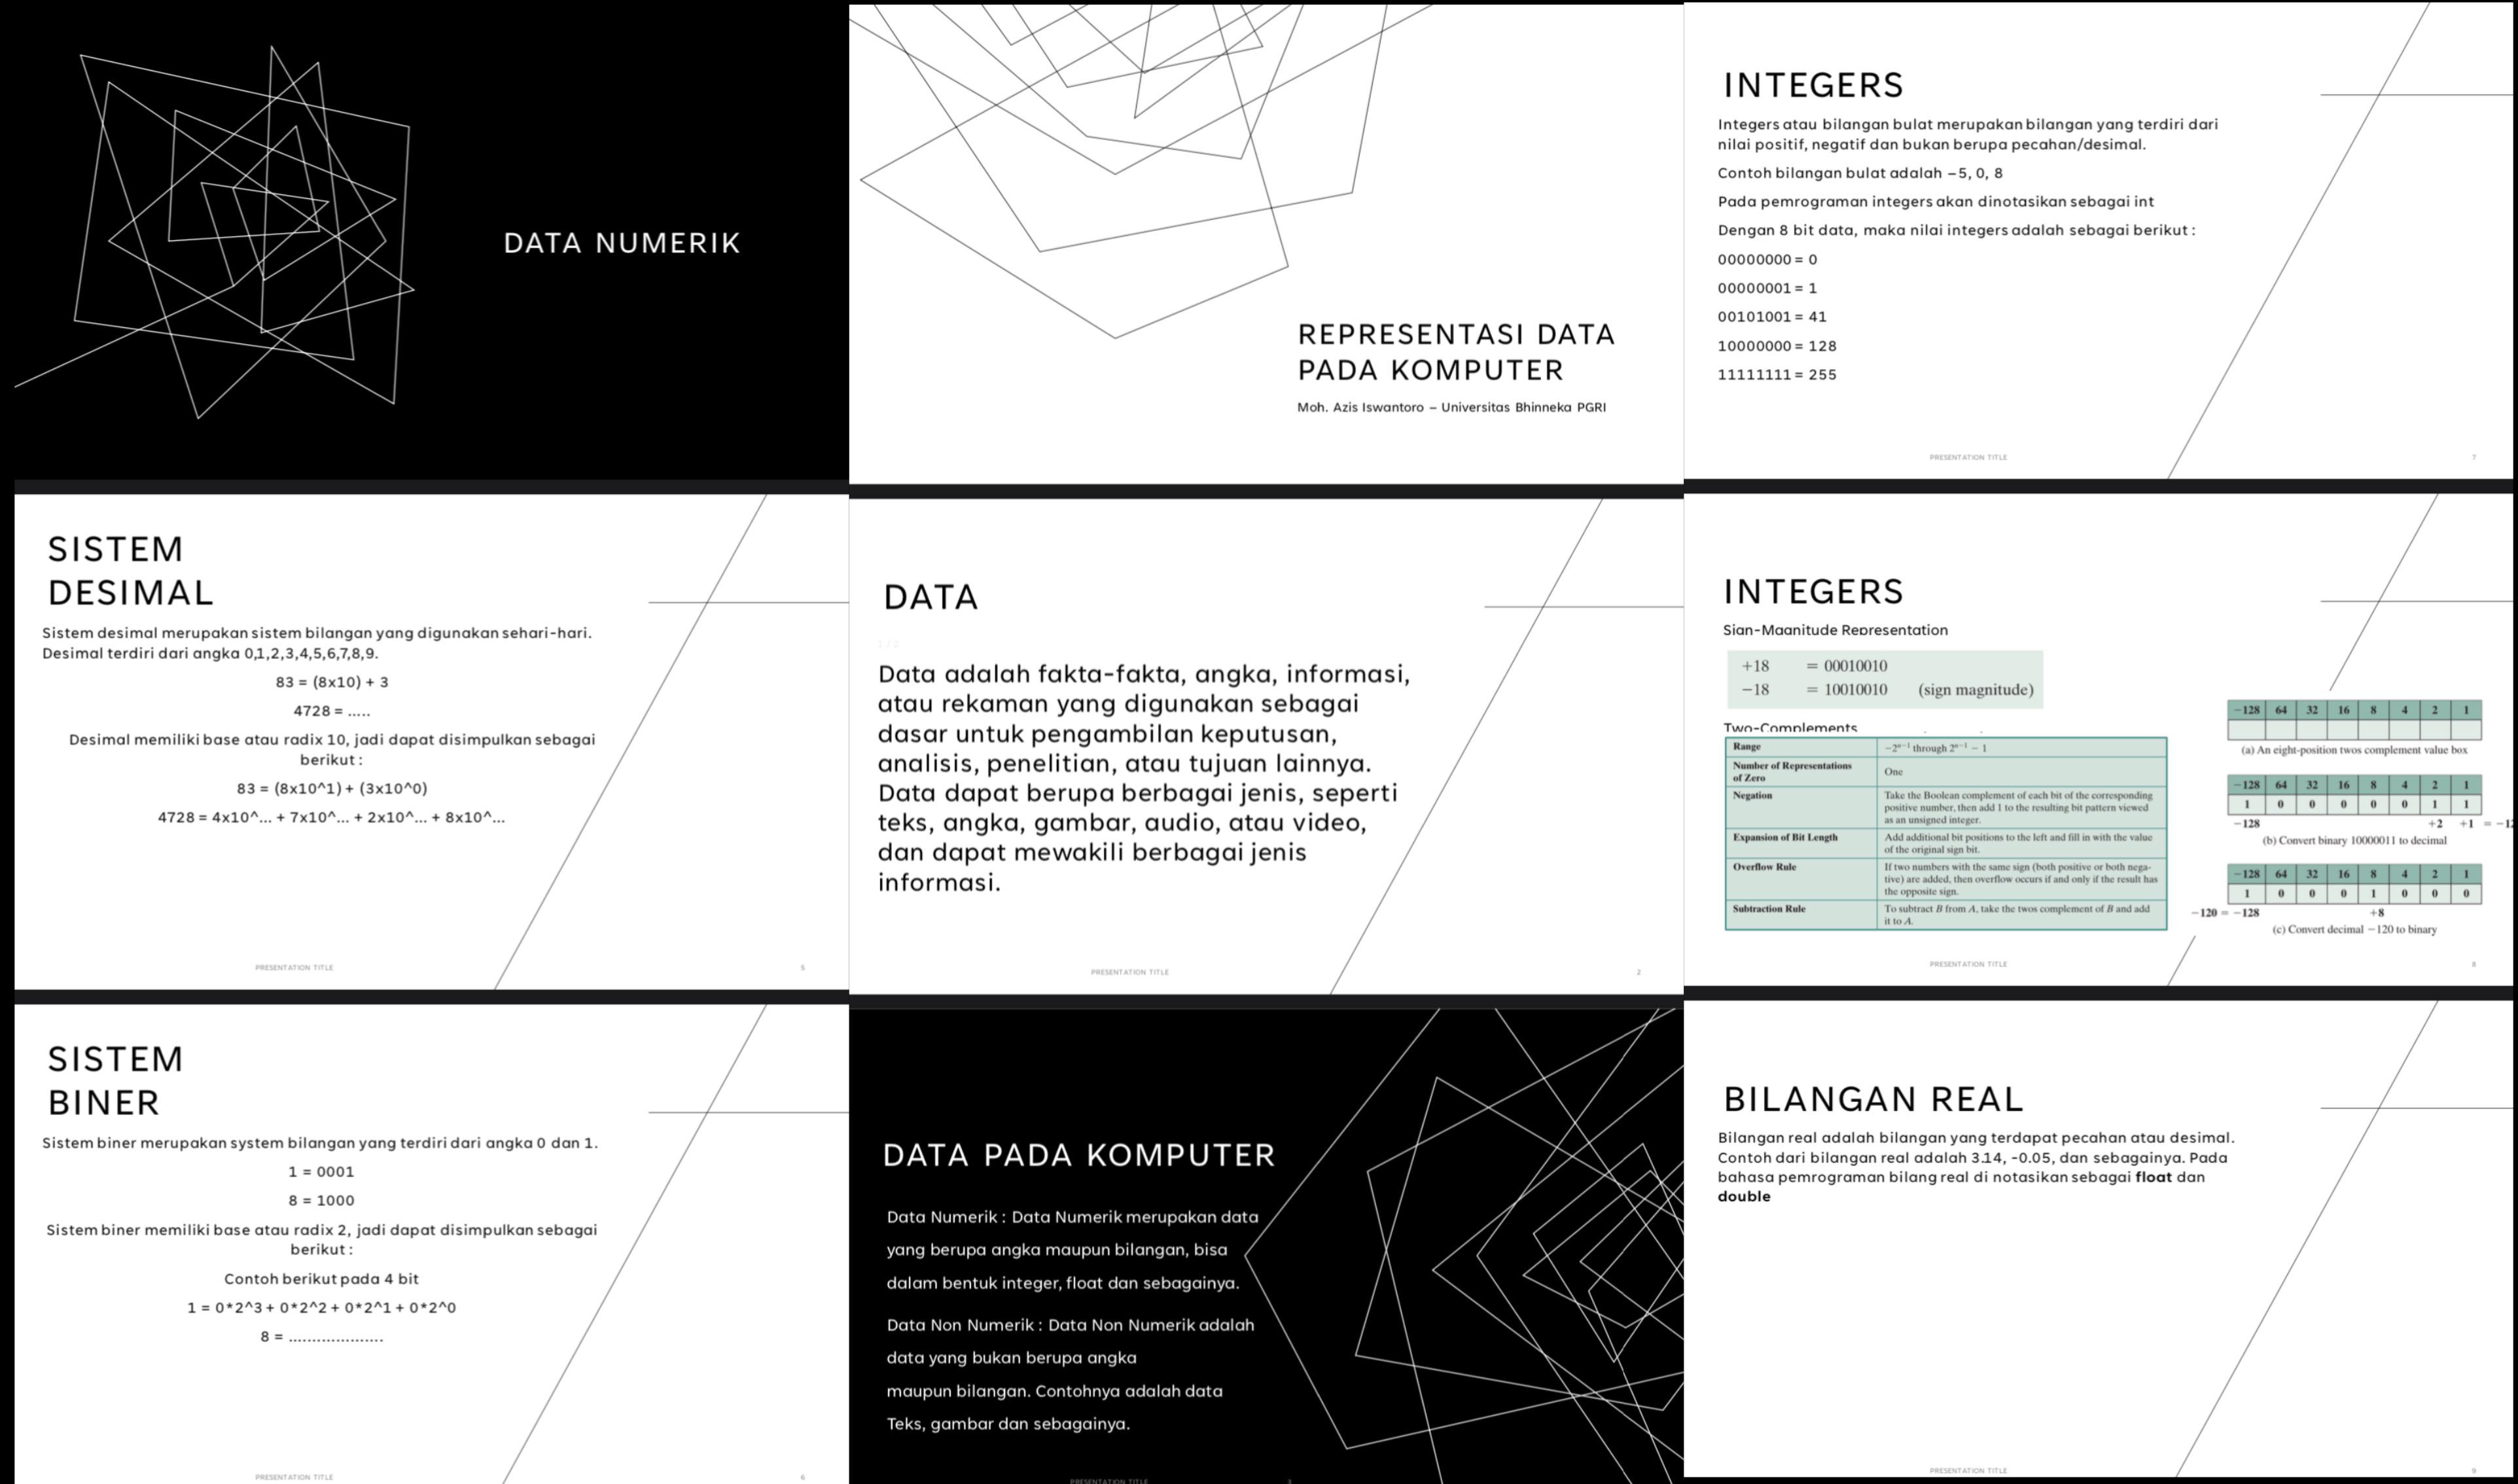 DATA NUMERIK
REPRESENTASI DATA
PADA KOMPUTER
Moh. Azis Iswantoro – Universitas Bhinneka PGRI
INTEGERS
Integers atau bilangan bulat merupakan bilangan yang terdiri dari
nilai positif, negatif dan bukan berupa pecahan/desimal.
Contoh bilangan bulat adalah –5, 0, 8
Pada pemrograman integers akan dinotasikan sebagai int
Dengan 8 bit data, maka nilai integers adalah sebagai berikut :
00000000 = 0
00000001 = 1
00101001 = 41
10000000 = 128
11111111 = 255
PRESENTATION TITLE 7
SISTEM
DESIMAL
Sistem desimal merupakan sistem bilangan yang digunakan sehari-hari.
Desimal terdiri dari angka 0,1,2,3,4,5,6,7,8,9.
83 = (8x10) + 3
4728 = .....
Desimal memiliki base atau radix 10, jadi dapat disimpulkan sebagai
berikut :
83 = (8x10^1) + (3x10^0)
4728 = 4x10^... + 7x10^... + 2x10^... + 8x10^...
PRESENTATION TITLE 5
DATA
1 / 2
Data adalah fakta-fakta, angka, informasi,
atau rekaman yang digunakan sebagai
dasar untuk pengambilan keputusan,
analisis, penelitian, atau tujuan lainnya.
Data dapat berupa berbagai jenis, seperti
teks, angka, gambar, audio, atau video,
dan dapat mewakili berbagai jenis
informasi.
PRESENTATION TITLE 2
INTEGERS
Sign-Magnitude Representation
+18 = 00010010
−18 = 10010010 (sign magnitude)
Two-Complements
Range −2ⁿ⁻¹ through 2ⁿ⁻¹ − 1
Number of Representations
of Zero One
Negation Take the Boolean complement of each bit of the corresponding
positive number, then add 1 to the resulting bit pattern viewed
as an unsigned integer.
Expansion of Bit Length Add additional bit positions to the left and fill in with the value
of the original sign bit.
Overflow Rule If two numbers with the same sign (both positive or both nega-
tive) are added, then overflow occurs if and only if the result has
the opposite sign.
Subtraction Rule To subtract B from A, take the twos complement of B and add
it to A.
−128 64 32 16 8 4 2 1
(a) An eight-position twos complement value box
−128 64 32 16 8 4 2 1
1 0 0 0 0 0 1 1
−128 +2 +1 = −12
(b) Convert binary 10000011 to decimal
−128 64 32 16 8 4 2 1
1 0 0 0 1 0 0 0
−120 = −128 +8
(c) Convert decimal −120 to binary
PRESENTATION TITLE 8
SISTEM
BINER
Sistem biner merupakan system bilangan yang terdiri dari angka 0 dan 1.
1 = 0001
8 = 1000
Sistem biner memiliki base atau radix 2, jadi dapat disimpulkan sebagai
berikut :
Contoh berikut pada 4 bit
1 = 0*2^3 + 0*2^2 + 0*2^1 + 0*2^0
8 = ....................
PRESENTATION TITLE 6
DATA PADA KOMPUTER
Data Numerik : Data Numerik merupakan data
yang berupa angka maupun bilangan, bisa
dalam bentuk integer, float dan sebagainya.
Data Non Numerik : Data Non Numerik adalah
data yang bukan berupa angka
maupun bilangan. Contohnya adalah data
Teks, gambar dan sebagainya.
PRESENTATION TITLE 3
BILANGAN REAL
Bilangan real adalah bilangan yang terdapat pecahan atau desimal.
Contoh dari bilangan real adalah 3.14, -0.05, dan sebagainya. Pada
bahasa pemrograman bilang real di notasikan sebagai float dan
double
PRESENTATION TITLE 9